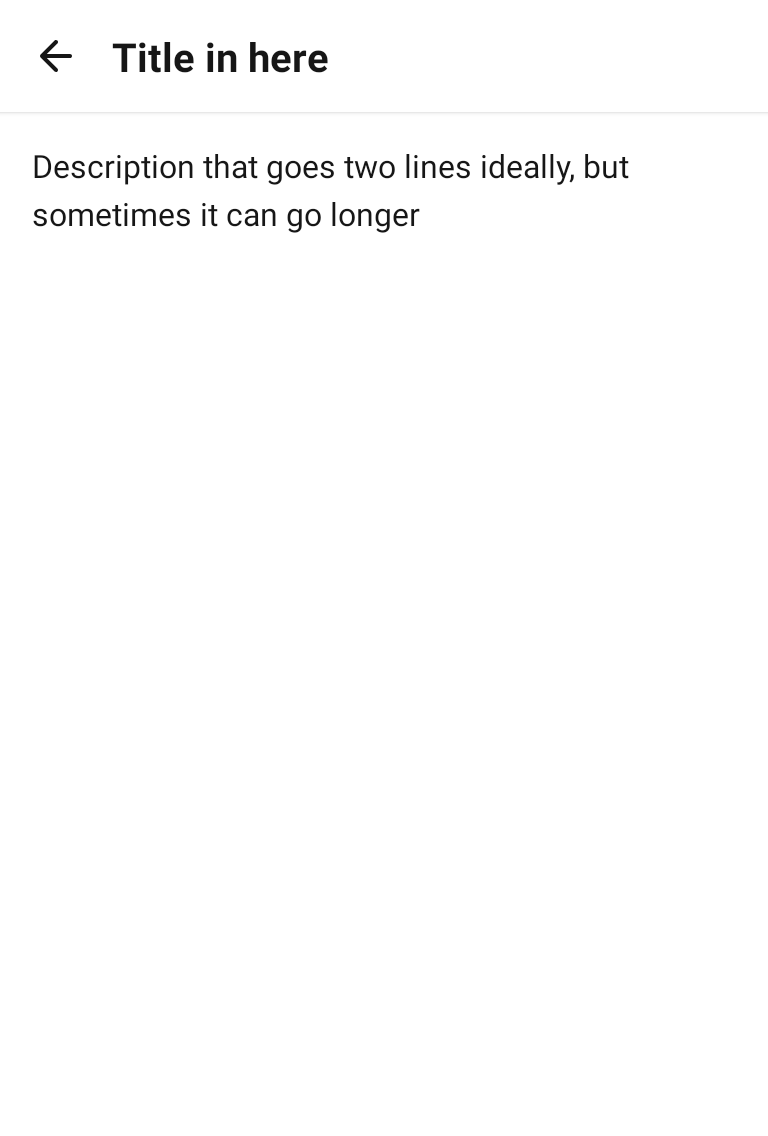 Title in here
Description that goes two lines ideally, but
sometimes it can go longer